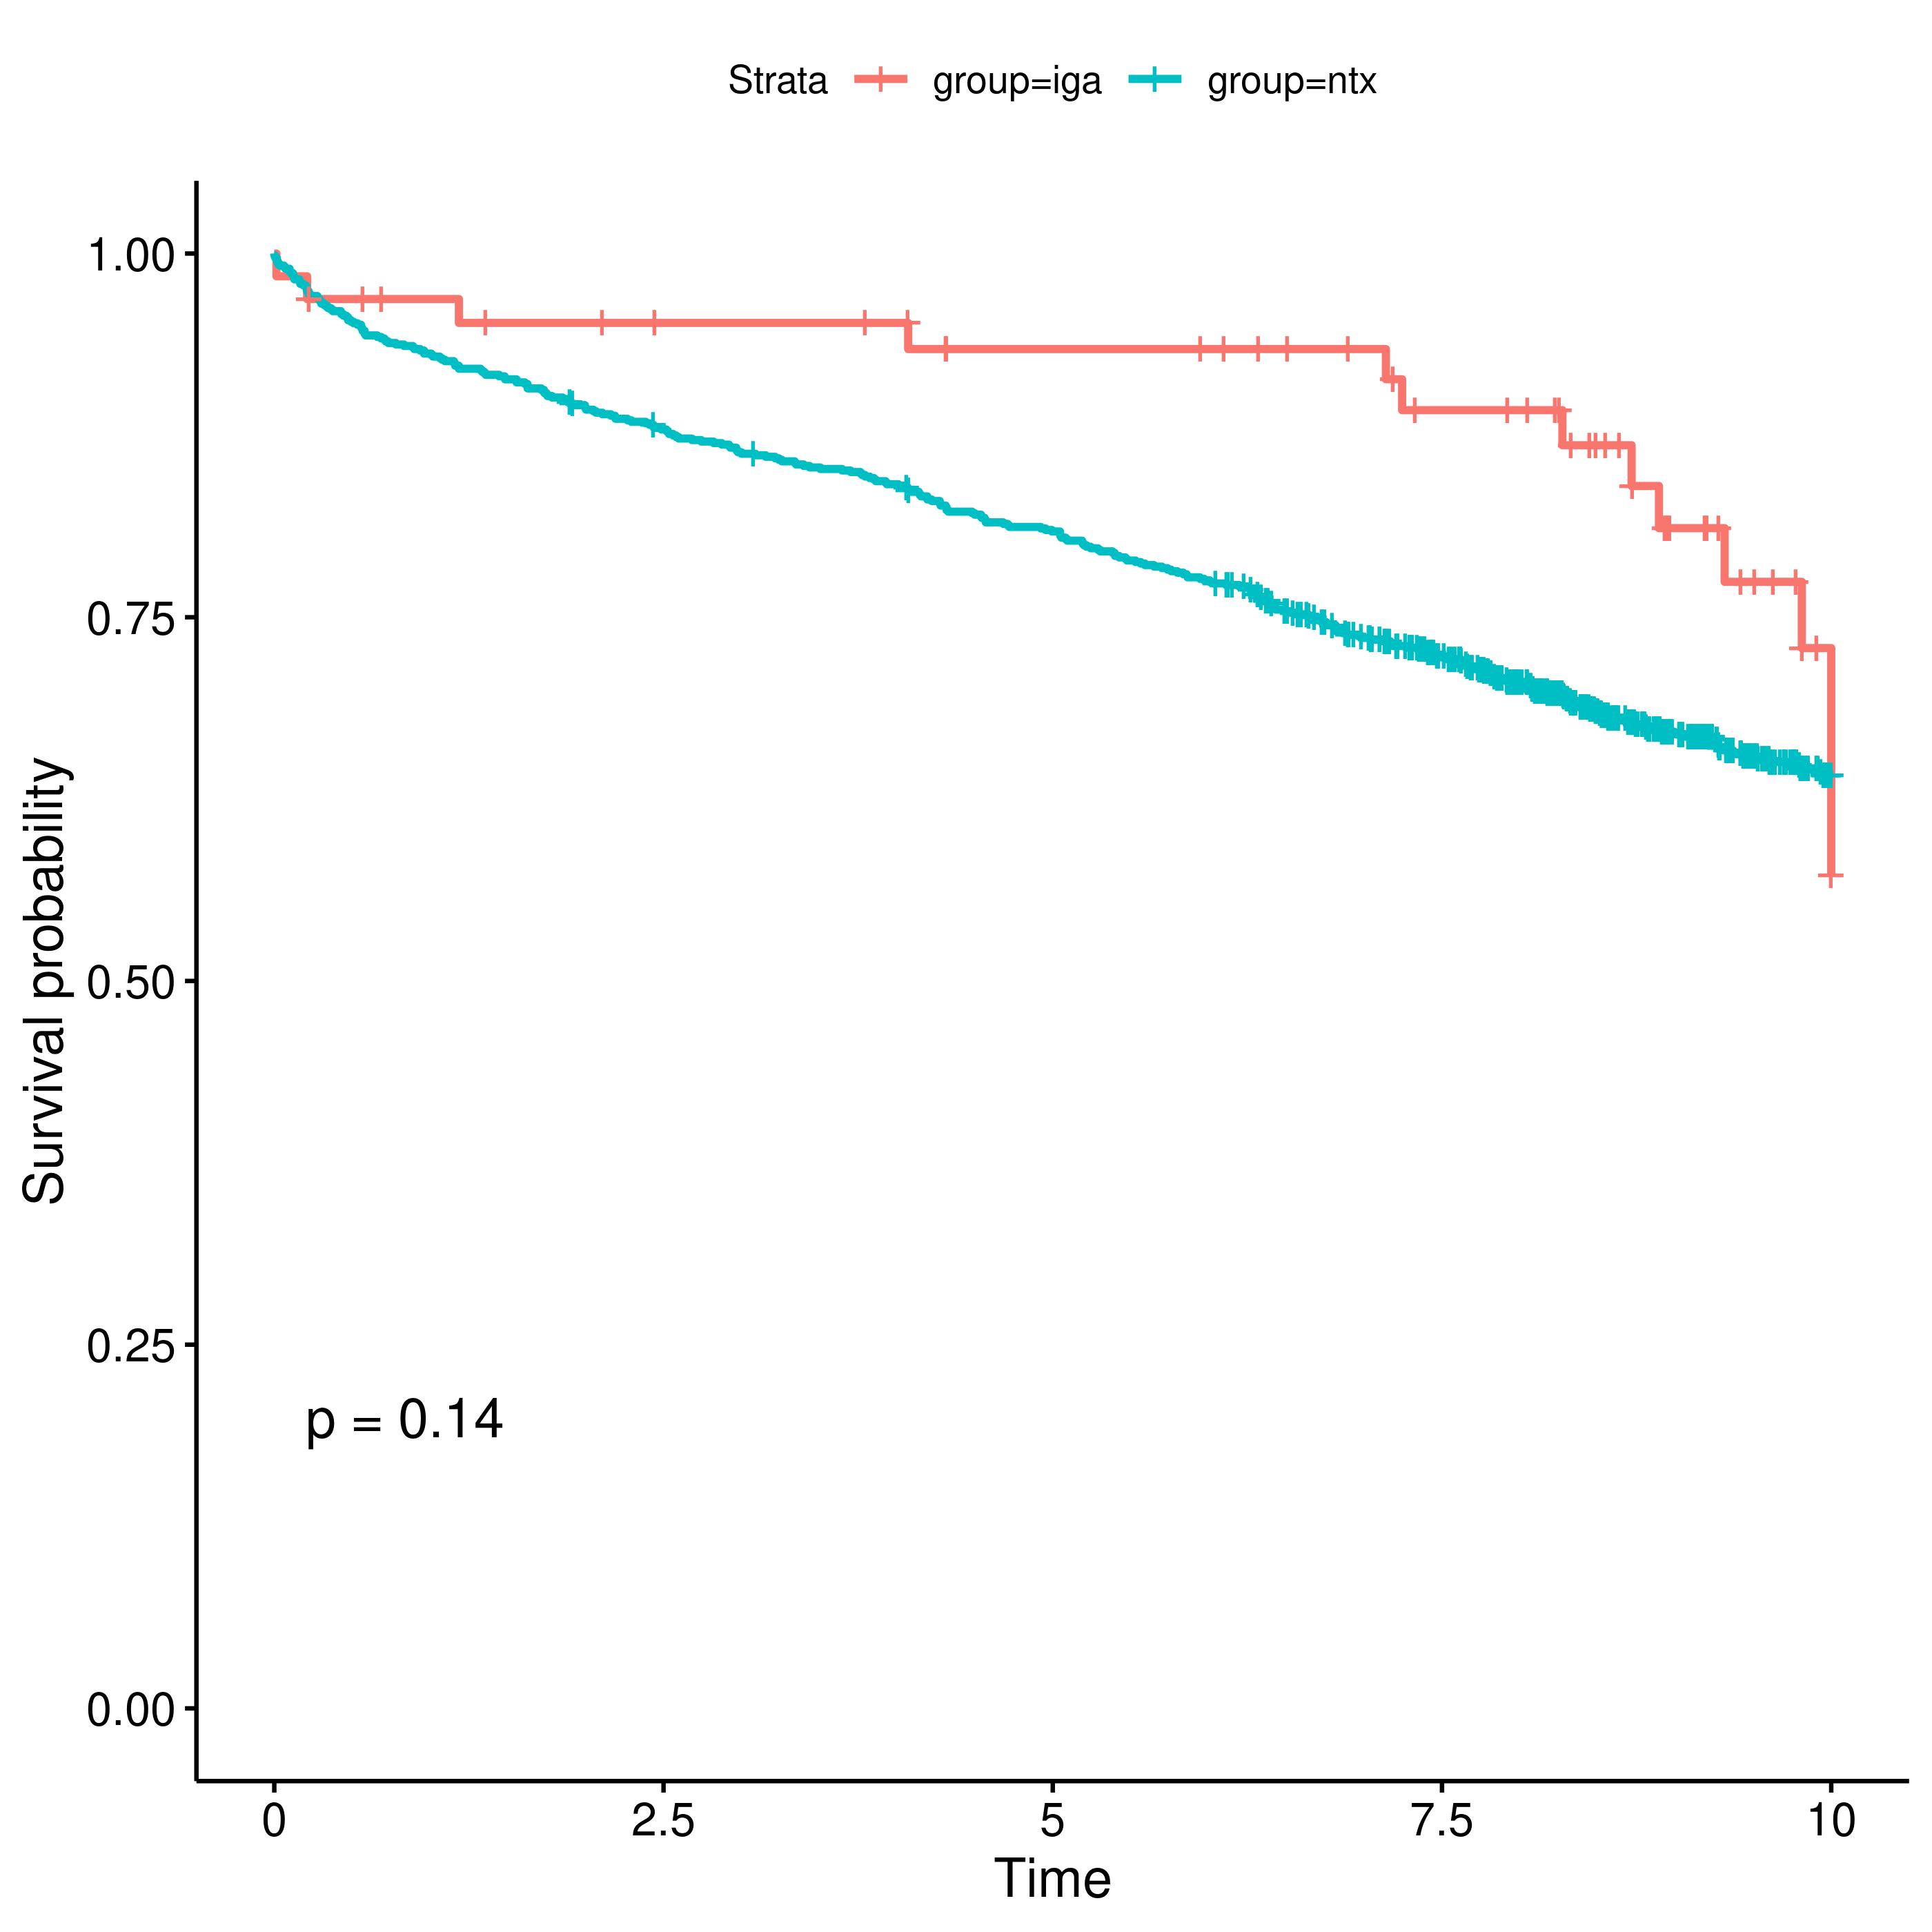 Strata group=iga group=ntx
Survival probability
1.00
0.75
0.50
0.25
0.00
p = 0.14
0 2.5 5 7.5 10
Time